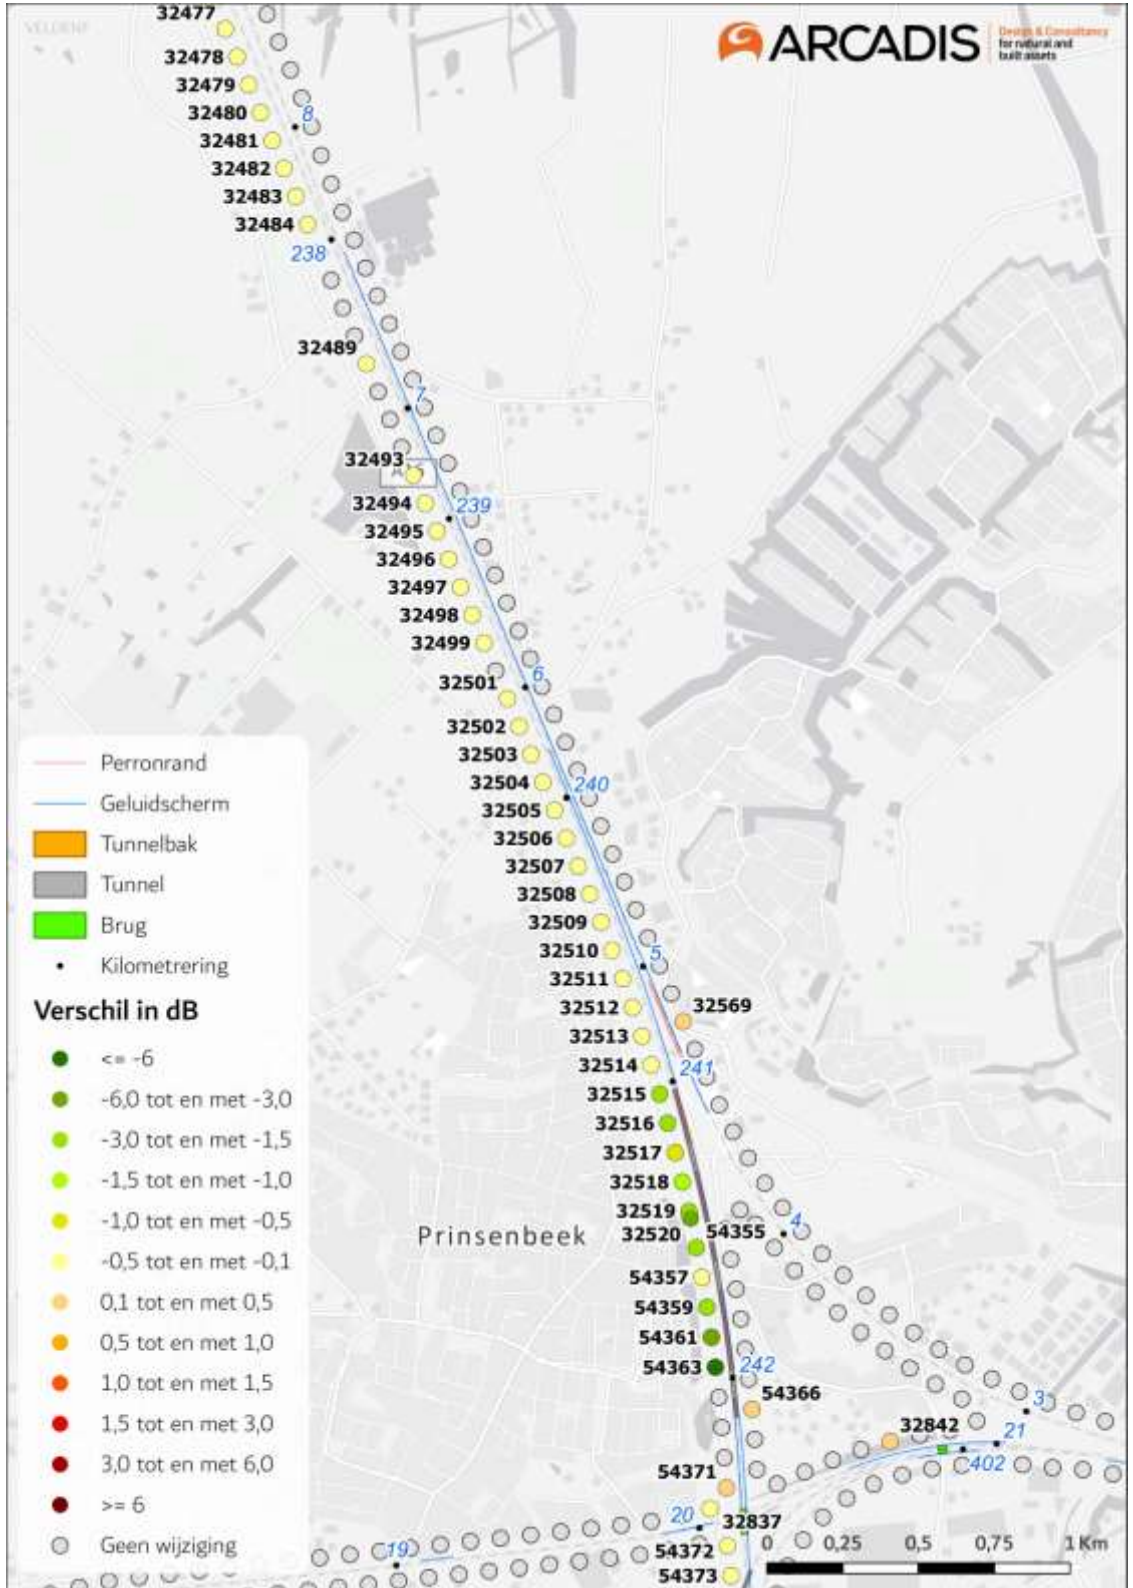 32477
ARCADIS
Design & Consultancy
for natural and
built assets
32478
32479
32480
8
32481
32482
32483
32484
238
32489
7
32493
32494
239
32495
32496
32497
32498
32499
6
32501
32502
32503
32504
240
32505
32506
32507
32508
32509
32510
5
32511
32512
32569
32513
32514
241
32515
32516
32517
32518
32519
32520
54355
4
Prinsenbeek
54357
54359
54361
54363
242
54366
3
32842
21
402
54371
20
32837
19
54372
54373
0 0,25 0,5 0,75 1 Km
Perronrand
Geluidscherm
Tunnelbak
Tunnel
Brug
Kilometrering
Verschil in dB
<= -6
-6,0 tot en met -3,0
-3,0 tot en met -1,5
-1,5 tot en met -1,0
-1,0 tot en met -0,5
-0,5 tot en met -0,1
0,1 tot en met 0,5
0,5 tot en met 1,0
1,0 tot en met 1,5
1,5 tot en met 3,0
3,0 tot en met 6,0
>= 6
Geen wijziging